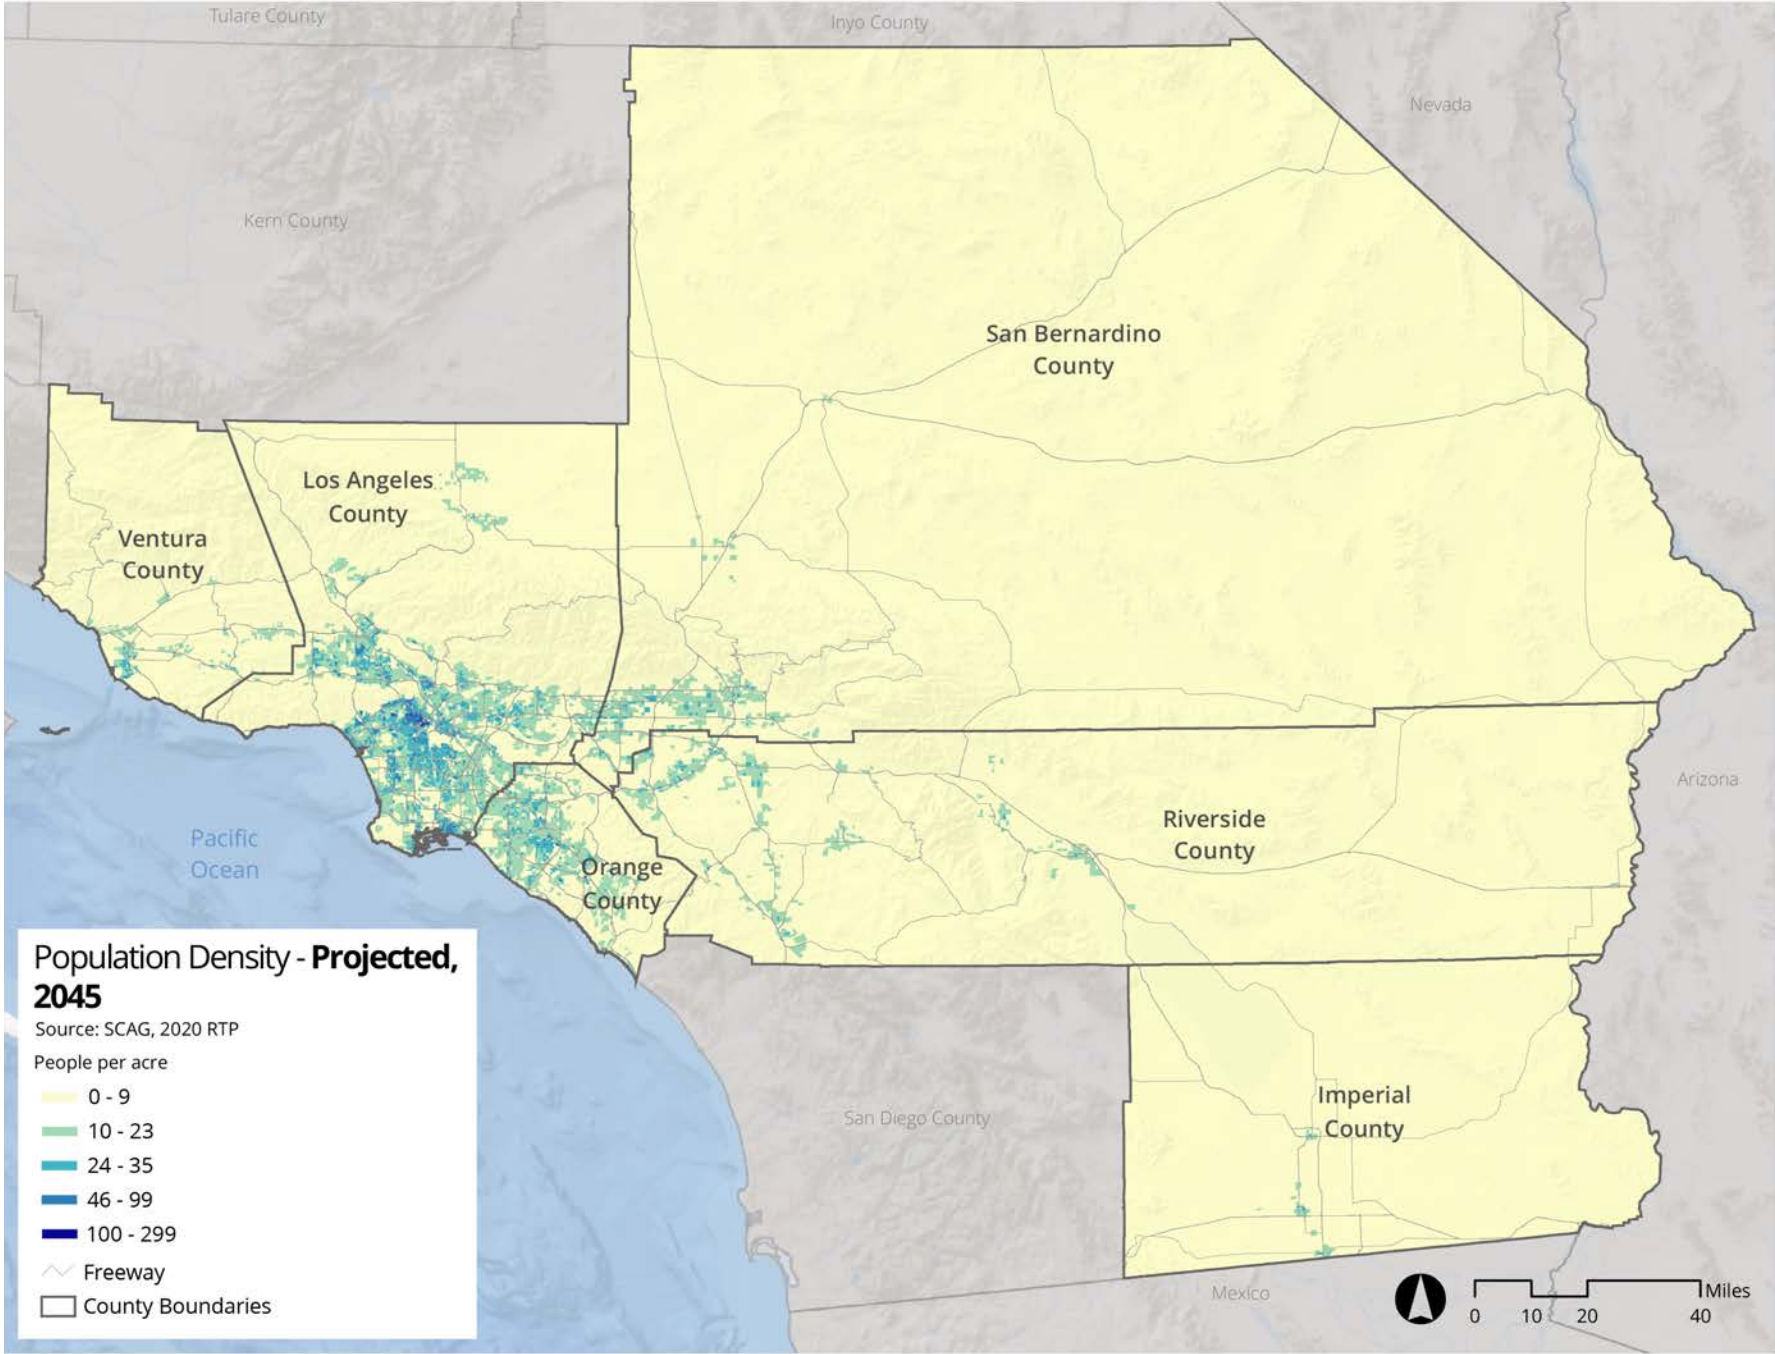 Tulare County
Inyo County
Nevada
Kern County
San Bernardino
County
Los Angeles
County
Ventura
County
Arizona
Riverside
County
Pacific
Ocean
Orange
County
Imperial
County
San Diego County
Mexico
Population Density - Projected,
2045
Source: SCAG, 2020 RTP
People per acre
0 - 9
10 - 23
24 - 35
46 - 99
100 - 299
Freeway
County Boundaries
Miles
0 10 20 40